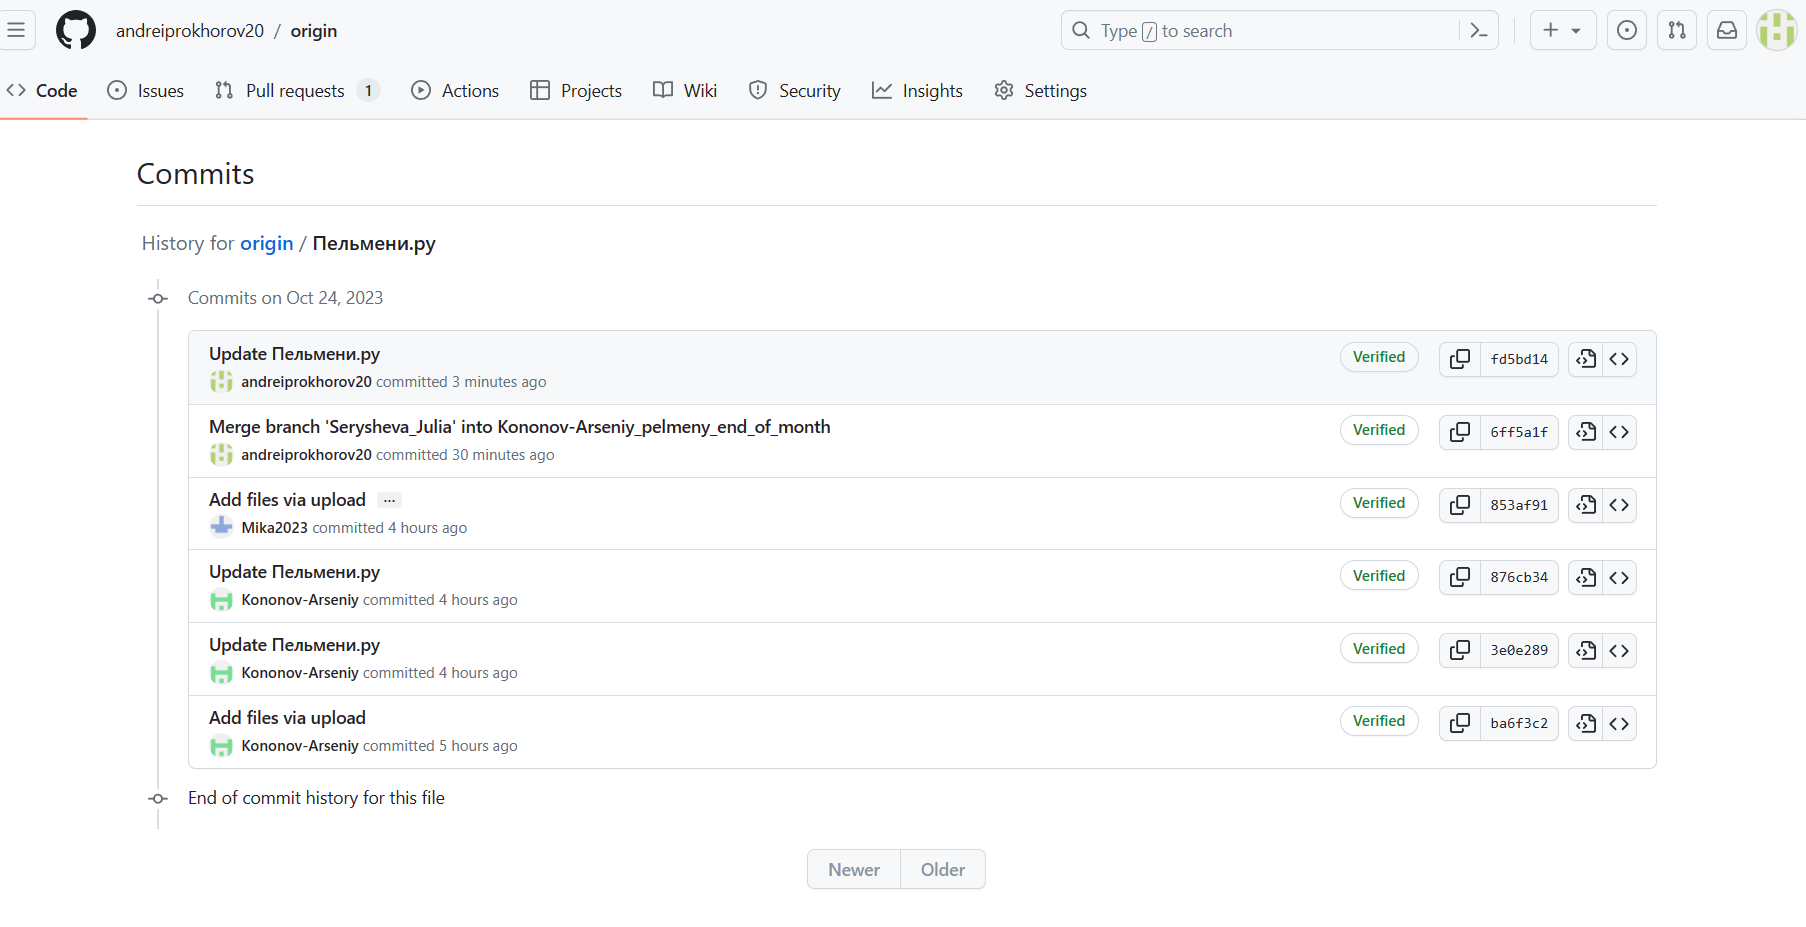 andreiprokhorov20 / origin
Type / to search
Code Issues Pull requests 1 Actions Projects Wiki Security Insights Settings
Commits
History for origin / Пельмени.py
Commits on Oct 24, 2023
Update Пельмени.py
Verified fd5bd14
andreiprokhorov20 committed 3 minutes ago
Merge branch 'Serysheva_Julia' into Kononov-Arseniy_pelmeny_end_of_month
Verified 6ff5a1f
andreiprokhorov20 committed 30 minutes ago
Add files via upload ...
Verified 853af91
Mika2023 committed 4 hours ago
Update Пельмени.py
Verified 876cb34
Kononov-Arseniy committed 4 hours ago
Update Пельмени.py
Verified 3e0e289
Kononov-Arseniy committed 4 hours ago
Add files via upload
Verified ba6f3c2
Kononov-Arseniy committed 5 hours ago
End of commit history for this file
Newer Older